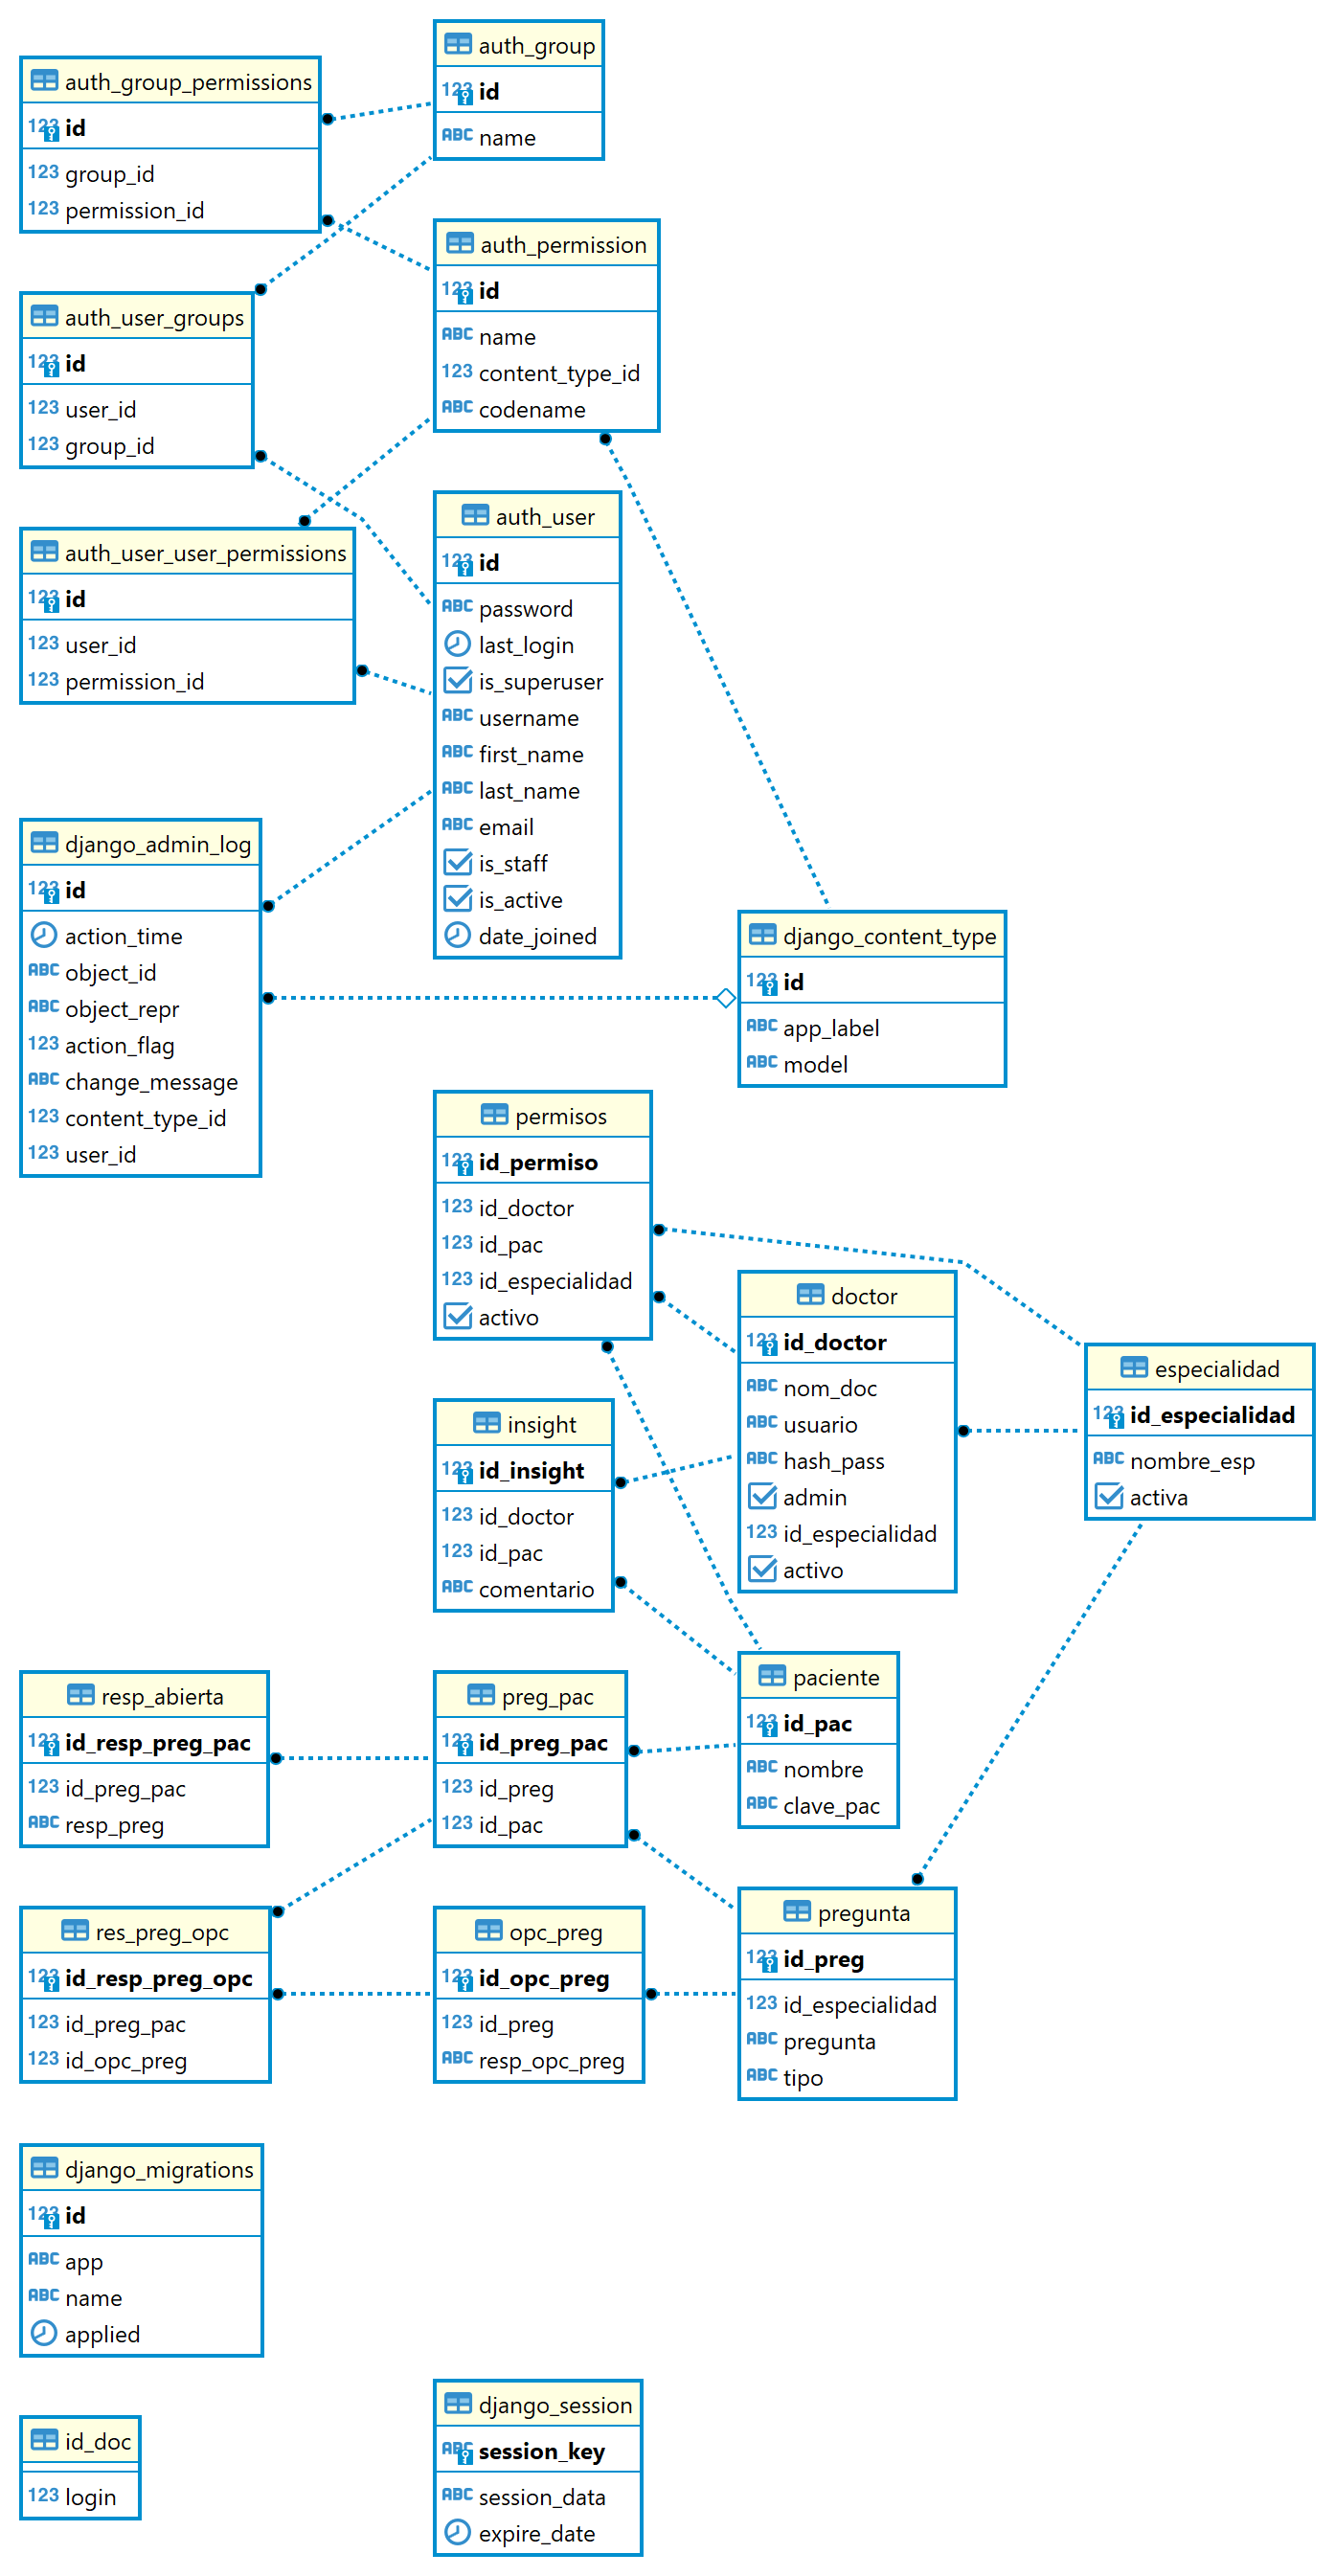 auth_group
123 id
ABC name
auth_group_permissions
123 id
123 group_id
123 permission_id
auth_permission
123 id
ABC name
123 content_type_id
ABC codename
auth_user_groups
123 id
123 user_id
123 group_id
auth_user
123 id
ABC password
last_login
is_superuser
ABC username
ABC first_name
ABC last_name
ABC email
is_staff
is_active
date_joined
auth_user_user_permissions
123 id
123 user_id
123 permission_id
django_admin_log
123 id
action_time
ABC object_id
ABC object_repr
123 action_flag
ABC change_message
123 content_type_id
123 user_id
django_content_type
123 id
ABC app_label
ABC model
permisos
123 id_permiso
123 id_doctor
123 id_pac
123 id_especialidad
activo
doctor
123 id_doctor
ABC nom_doc
ABC usuario
ABC hash_pass
admin
123 id_especialidad
activo
especialidad
123 id_especialidad
ABC nombre_esp
activa
insight
123 id_insight
123 id_doctor
123 id_pac
ABC comentario
resp_abierta
123 id_resp_preg_pac
123 id_preg_pac
ABC resp_preg
preg_pac
123 id_preg_pac
123 id_preg
123 id_pac
paciente
123 id_pac
ABC nombre
ABC clave_pac
res_preg_opc
123 id_resp_preg_opc
123 id_preg_pac
123 id_opc_preg
opc_preg
123 id_opc_preg
123 id_preg
ABC resp_opc_preg
pregunta
123 id_preg
123 id_especialidad
ABC pregunta
ABC tipo
django_migrations
123 id
ABC app
ABC name
applied
id_doc
123 login
django_session
ABC session_key
ABC session_data
expire_date